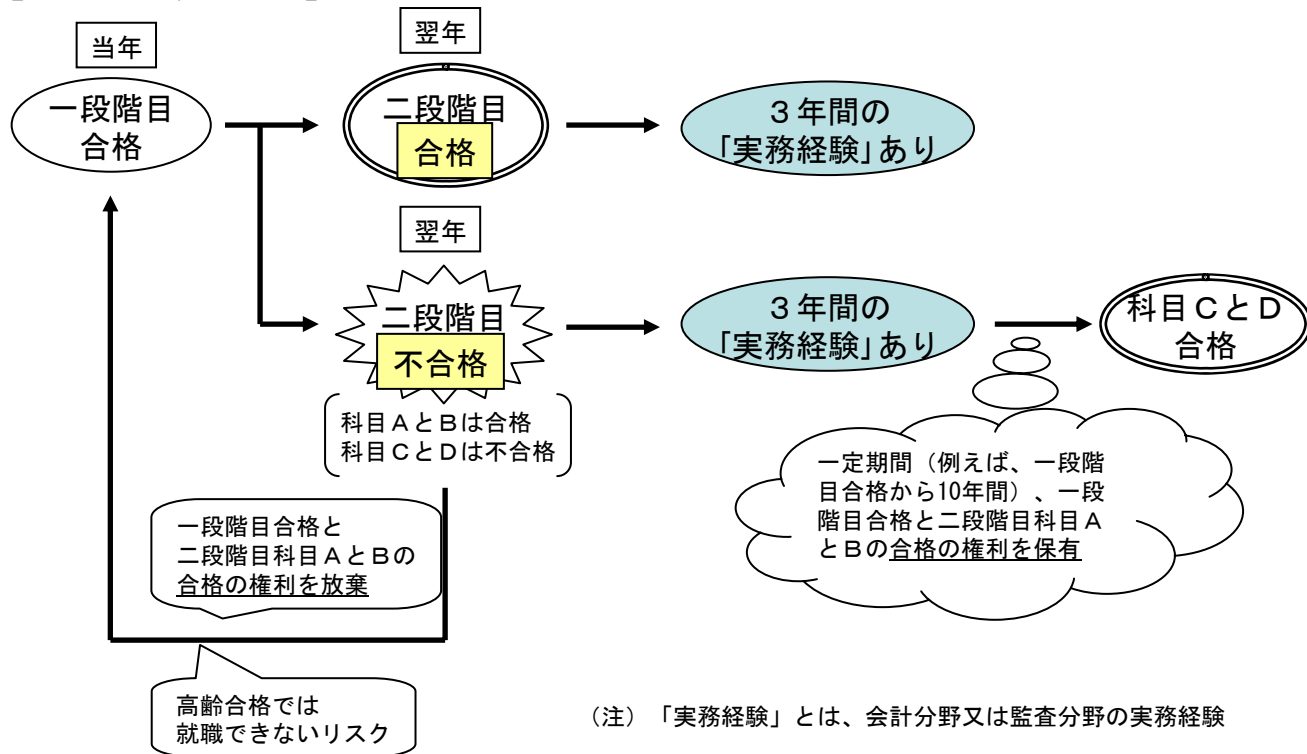 当年
一段階目
合格
翌年
二段階目
合格
３年間の
「実務経験」あり
翌年
二段階目
不合格
科目ＡとＢは合格
科目ＣとＤは不合格
３年間の
「実務経験」あり
科目ＣとＤ
合格
一定期間（例えば、一段階
目合格から10年間）、一段
階目合格と二段階目科目Ａ
とＢの合格の権利を保有
一段階目合格と
二段階目科目ＡとＢの
合格の権利を放棄
高齢合格では
就職できないリスク
（注）「実務経験」とは、会計分野又は監査分野の実務経験